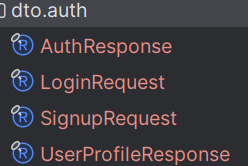 dto.auth
R AuthResponse
R LoginRequest
R SignupRequest
R UserProfileResponse